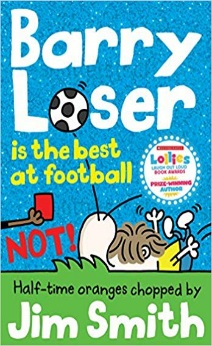 Barry
Loser
is the best
at football
NOT!
SCHOLASTIC
Lollies
LAUGH OUT LOUD
BOOK AWARDS
PRIZE-WINNING
AUTHOR
Half-time oranges chopped by
Jim Smith